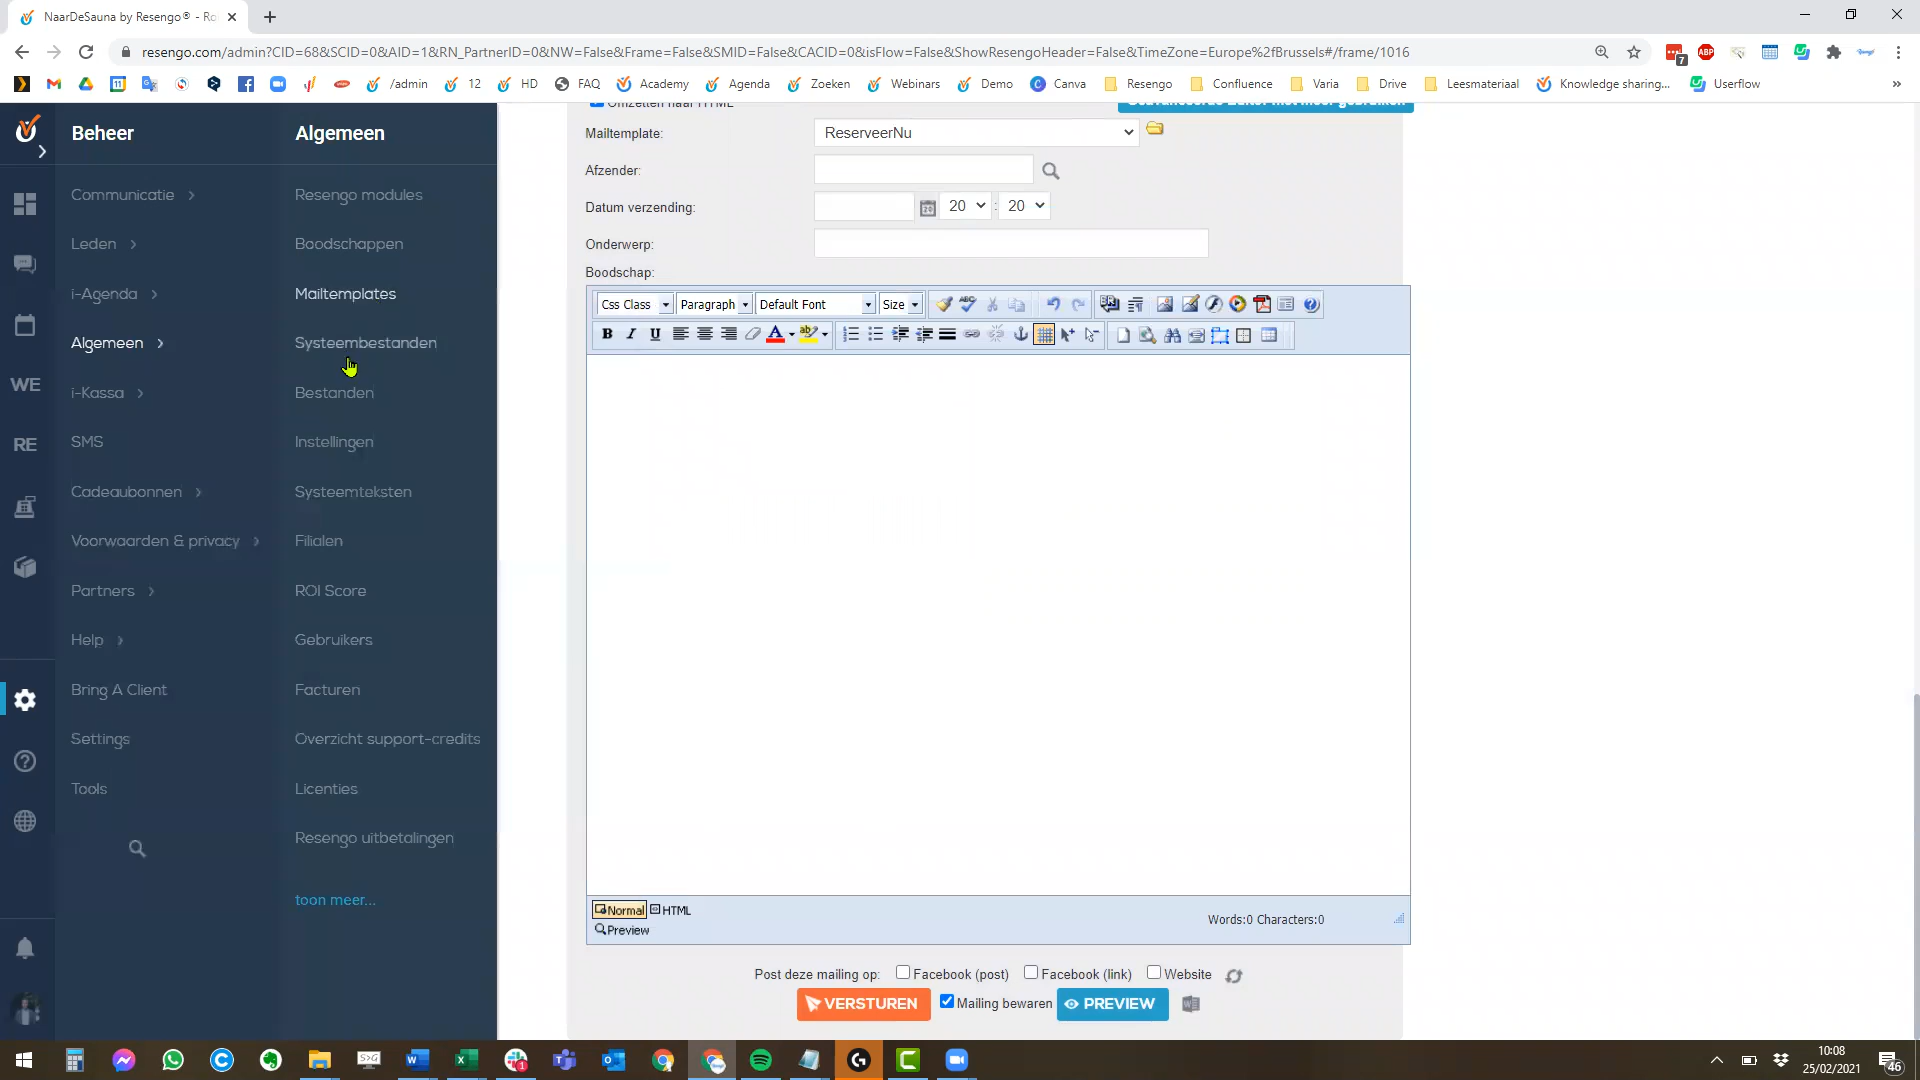 NaarDeSauna by Resengo® - Ro
resengo.com/admin?CID=68&SCID=0&AID=1&RN_PartnerID=0&NW=False&Frame=False&SMID=False&CACID=0&isFlow=False&ShowResengoHeader=False&TimeZone=Europe%2fBrussels#/frame/1016
7 ABP
/admin 12 HD FAQ Academy Agenda Zoeken Webinars Demo Canva Resengo Confluence Varia Drive Leesmateriaal Knowledge sharing... Userflow »
Beheer
Communicatie
Leden
i-Agenda
Algemeen
i-Kassa
SMS
Cadeaubonnen
Voorwaarden & privacy
Partners
Help
Bring A Client
Settings
Tools
WE
RE
Algemeen
Resengo modules
Boodschappen
Mailtemplates
Systeembestanden
Bestanden
Instellingen
Systeemteksten
Filialen
ROI Score
Gebruikers
Facturen
Overzicht support-credits
Licenties
Resengo uitbetalingen
toon meer...
Omzetten naar HTML
Mailtemplate: ReserveerNu
Afzender:
Datum verzending: 20 : 20
Onderwerp:
Boodschap:
Css Class Paragraph Default Font Size
B I U
Normal HTML
Preview
Words:0 Characters:0
Post deze mailing op: Facebook (post) Facebook (link) Website
VERSTUREN Mailing bewaren PREVIEW
10:08
25/02/2021
46